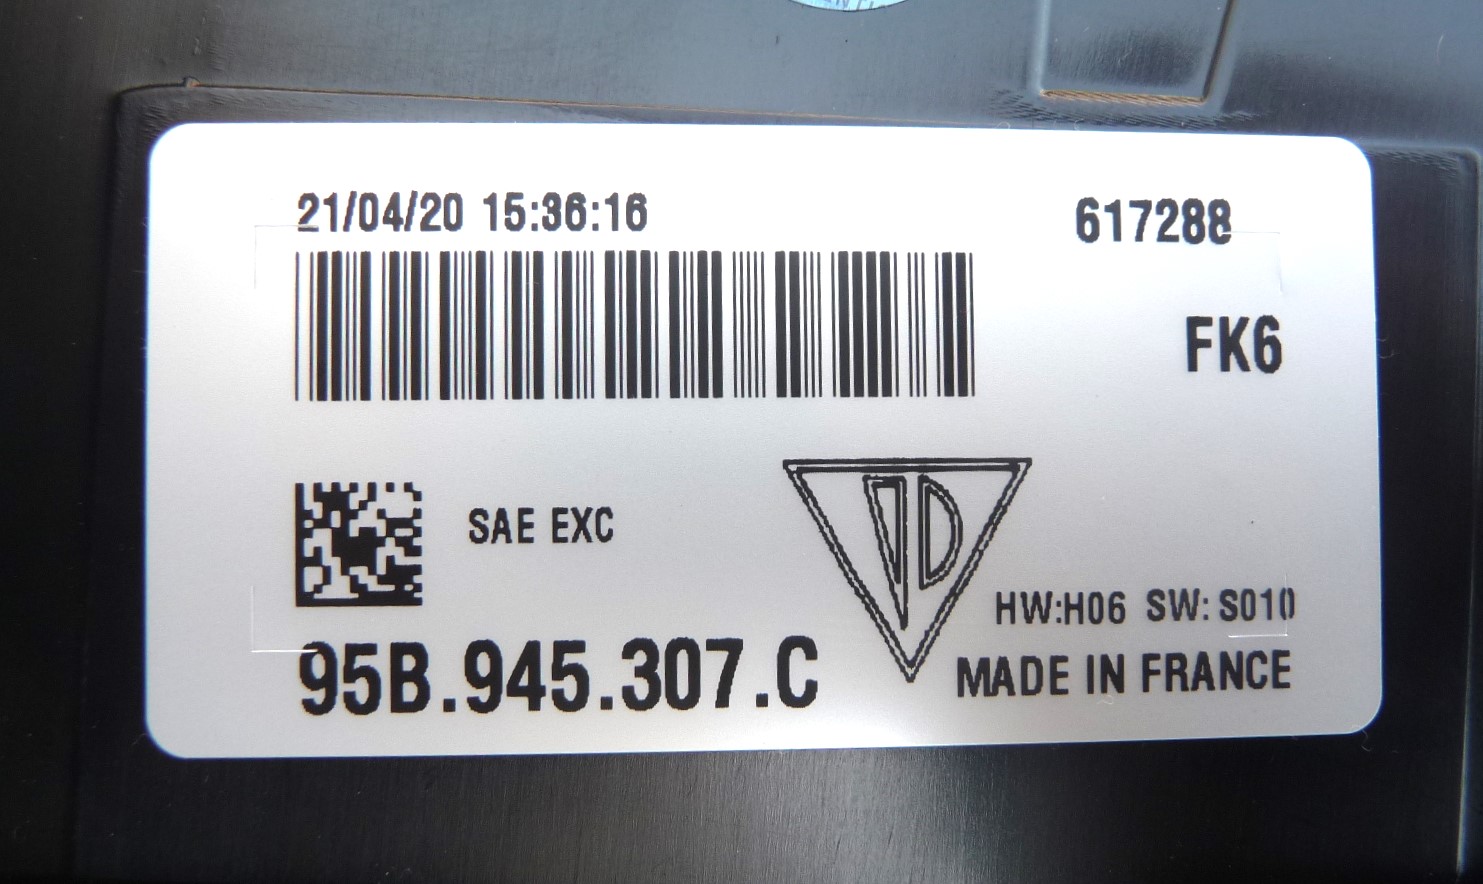 21/04/20 15:36:16 617288
FK6
SAE EXC
HW:H06 SW: S010
95B.945.307.C
MADE IN FRANCE